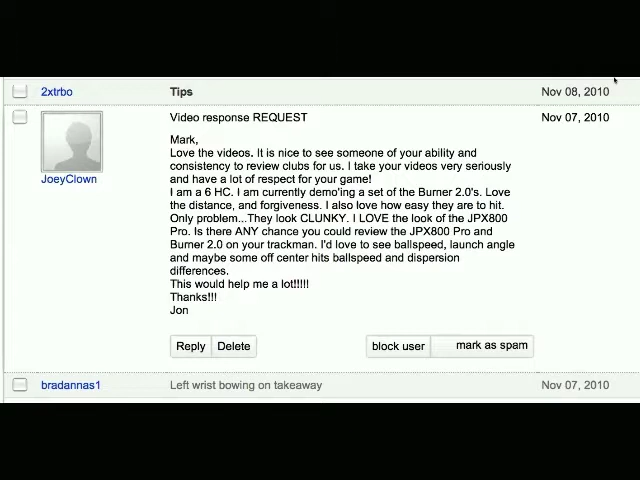 2xtrbo Tips Nov 08, 2010
Video response REQUEST Nov 07, 2010
JoeyClown
Mark,
Love the videos. It is nice to see someone of your ability and
consistency to review clubs for us. I take your videos very seriously
and have a lot of respect for your game!
I am a 6 HC. I am currently demo'ing a set of the Burner 2.0's. Love
the distance, and forgiveness. I also love how easy they are to hit.
Only problem...They look CLUNKY. I LOVE the look of the JPX800
Pro. Is there ANY chance you could review the JPX800 Pro and
Burner 2.0 on your trackman. I'd love to see ballspeed, launch angle
and maybe some off center hits ballspeed and dispersion
differences.
This would help me a lot!!!!!
Thanks!!!
Jon
Reply Delete block user mark as spam
bradannas1 Left wrist bowing on takeaway Nov 07, 2010